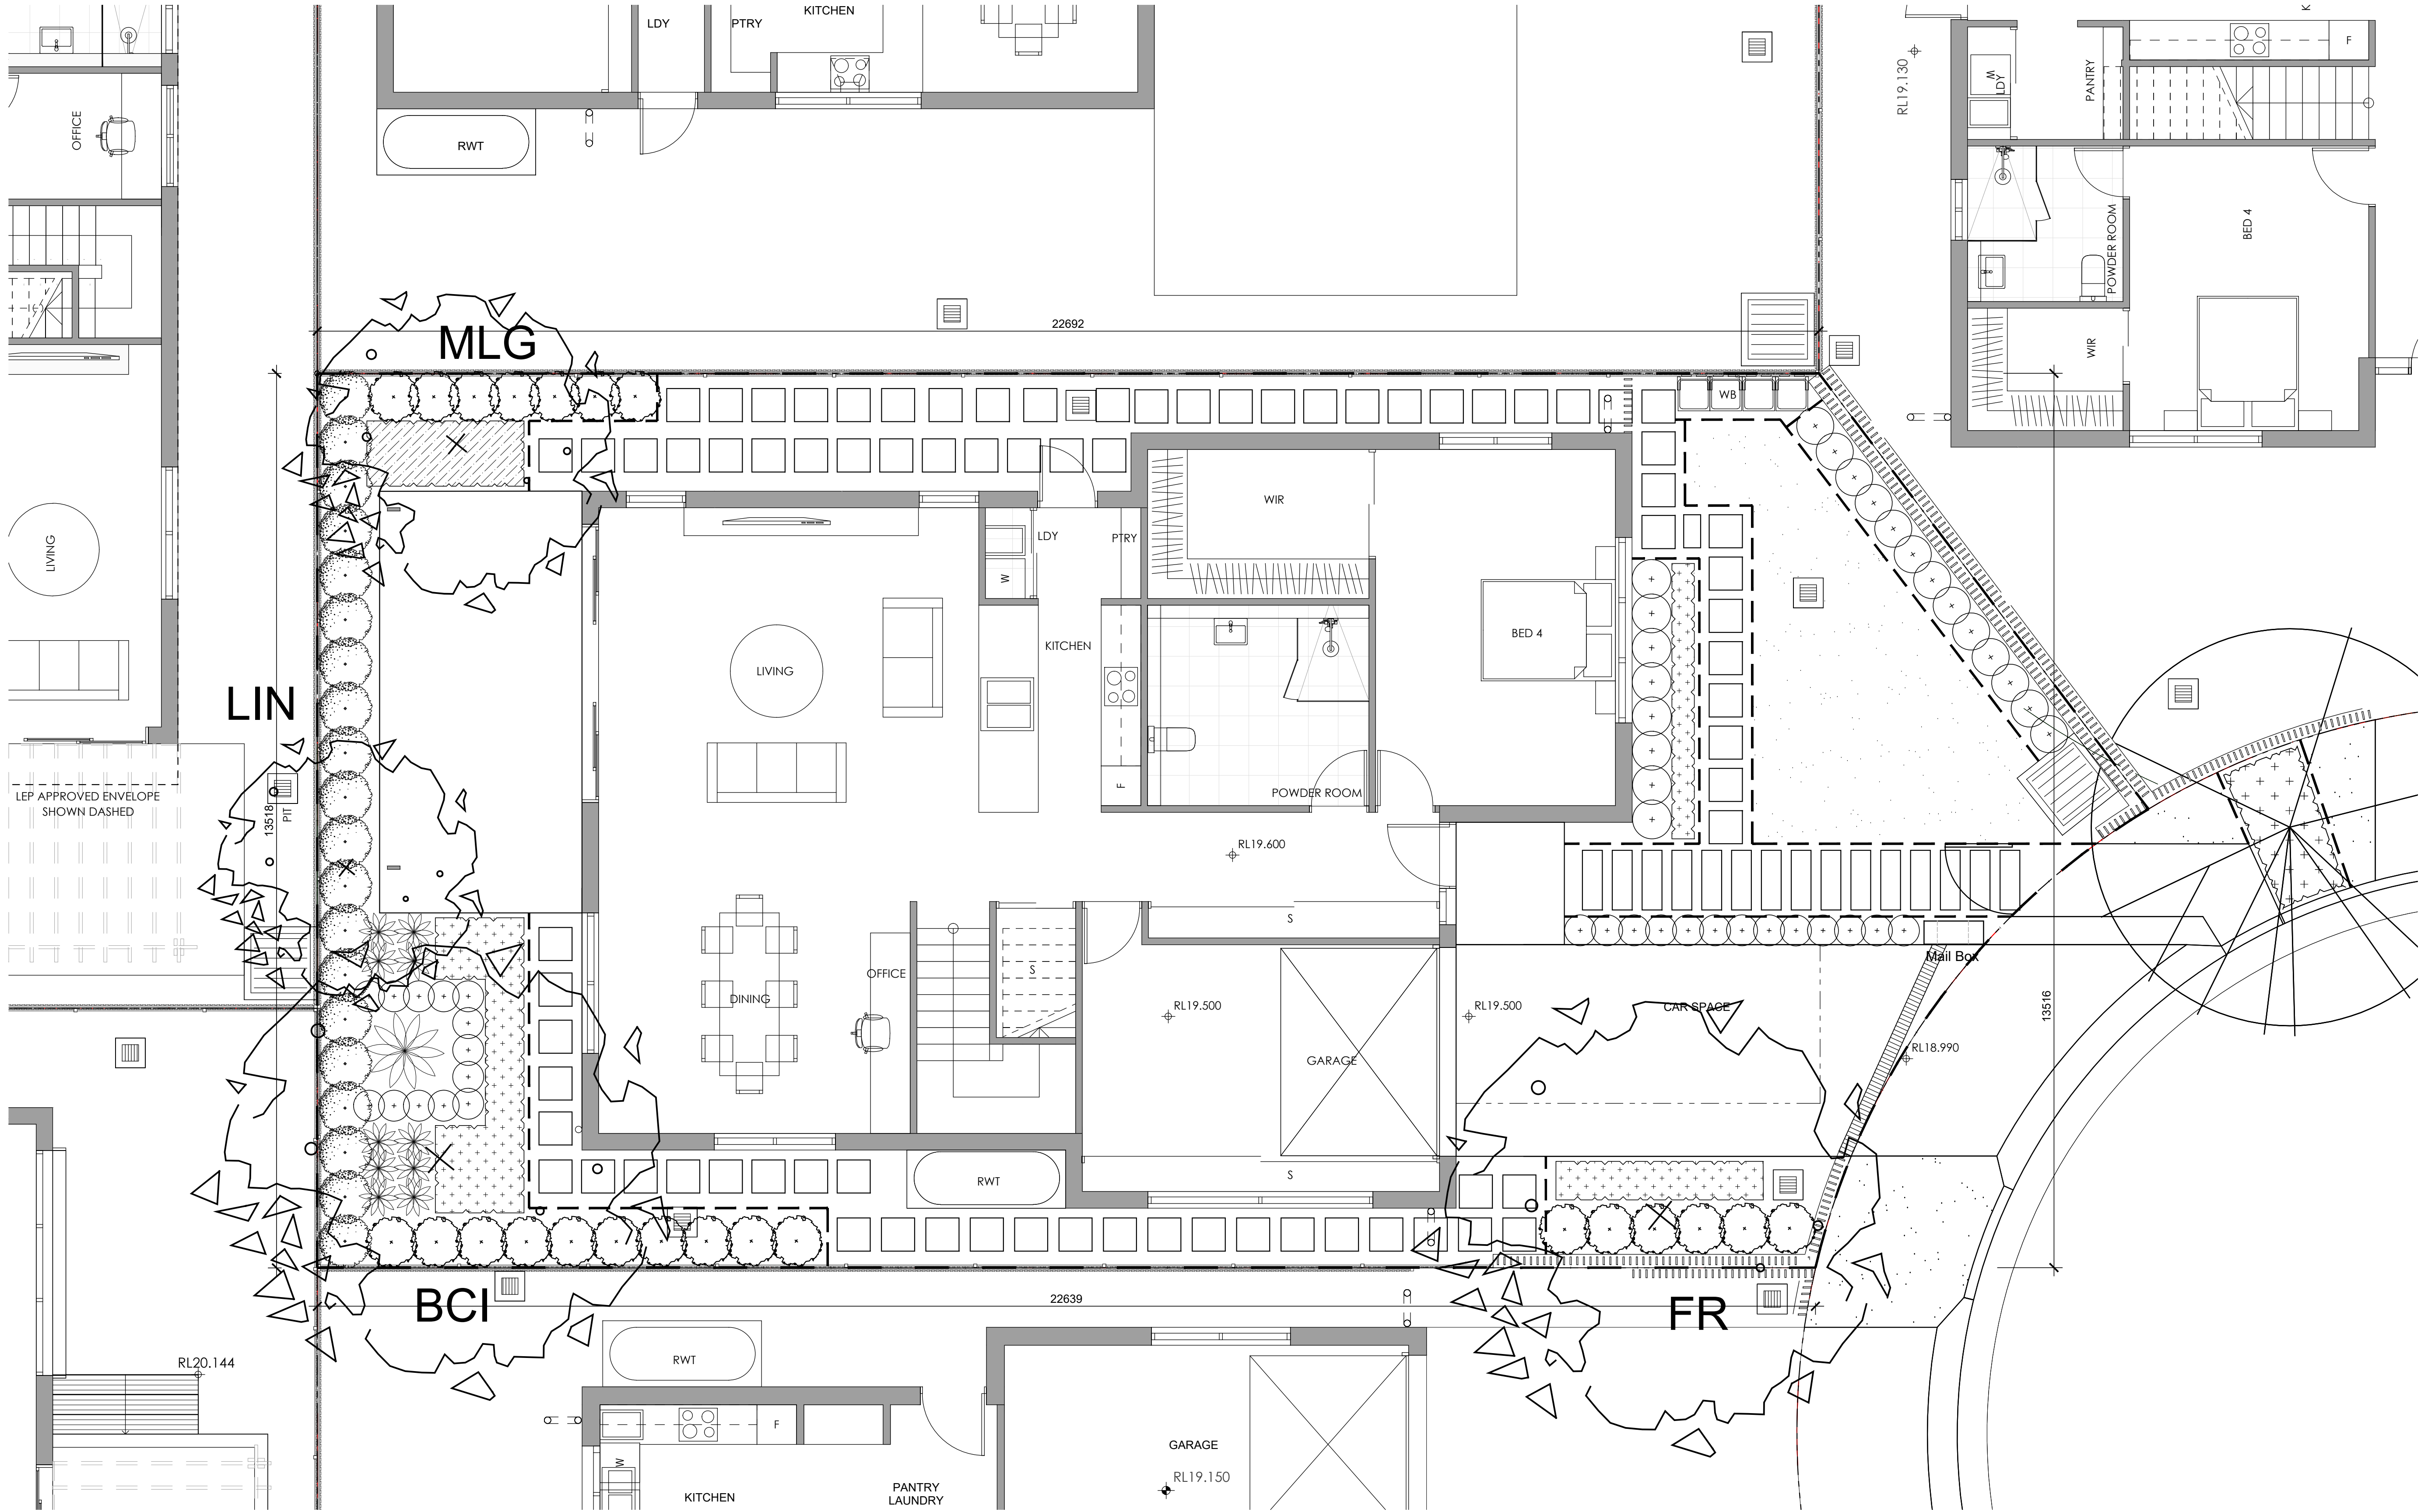 LDY
PTRY
KITCHEN
K
F
RL19.130
W
LDY
PANTRY
OFFICE
RWT
POWDER ROOM
BED 4
MLG
22692
WIR
WB
WIR
LIVING
LDY
PTRY
W
KITCHEN
BED 4
LIVING
LIN
F
POWDER ROOM
LEP APPROVED ENVELOPE
SHOWN DASHED
13518
PIT
RL19.600
S
OFFICE
S
DINING
Mail Box
RL19.500
RL19.500
CAR SPACE
13516
RL18.990
GARAGE
RWT
S
BCI
22639
FR
RL20.144
RWT
F
W
GARAGE
RL19.150
KITCHEN
PANTRY
LAUNDRY